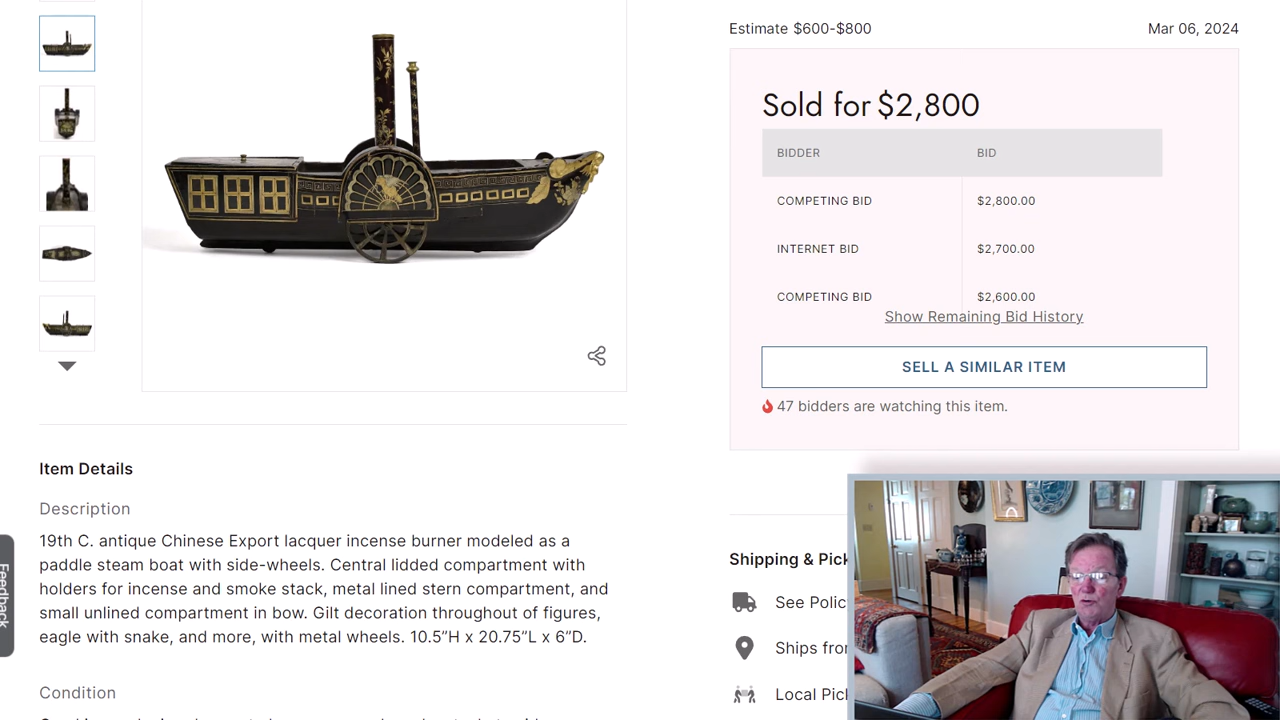 Estimate $600-$800
Mar 06, 2024
Sold for $2,800
BIDDER BID
COMPETING BID $2,800.00
INTERNET BID $2,700.00
COMPETING BID $2,600.00
Show Remaining Bid History
SELL A SIMILAR ITEM
47 bidders are watching this item.
Item Details
Description
19th C. antique Chinese Export lacquer incense burner modeled as a
paddle steam boat with side-wheels. Central lidded compartment with
holders for incense and smoke stack, metal lined stern compartment, and
small unlined compartment in bow. Gilt decoration throughout of figures,
eagle with snake, and more, with metal wheels. 10.5”H x 20.75”L x 6”D.
Condition
Feedback
Shipping & Pick
See Polic
Ships fror
Local Pick